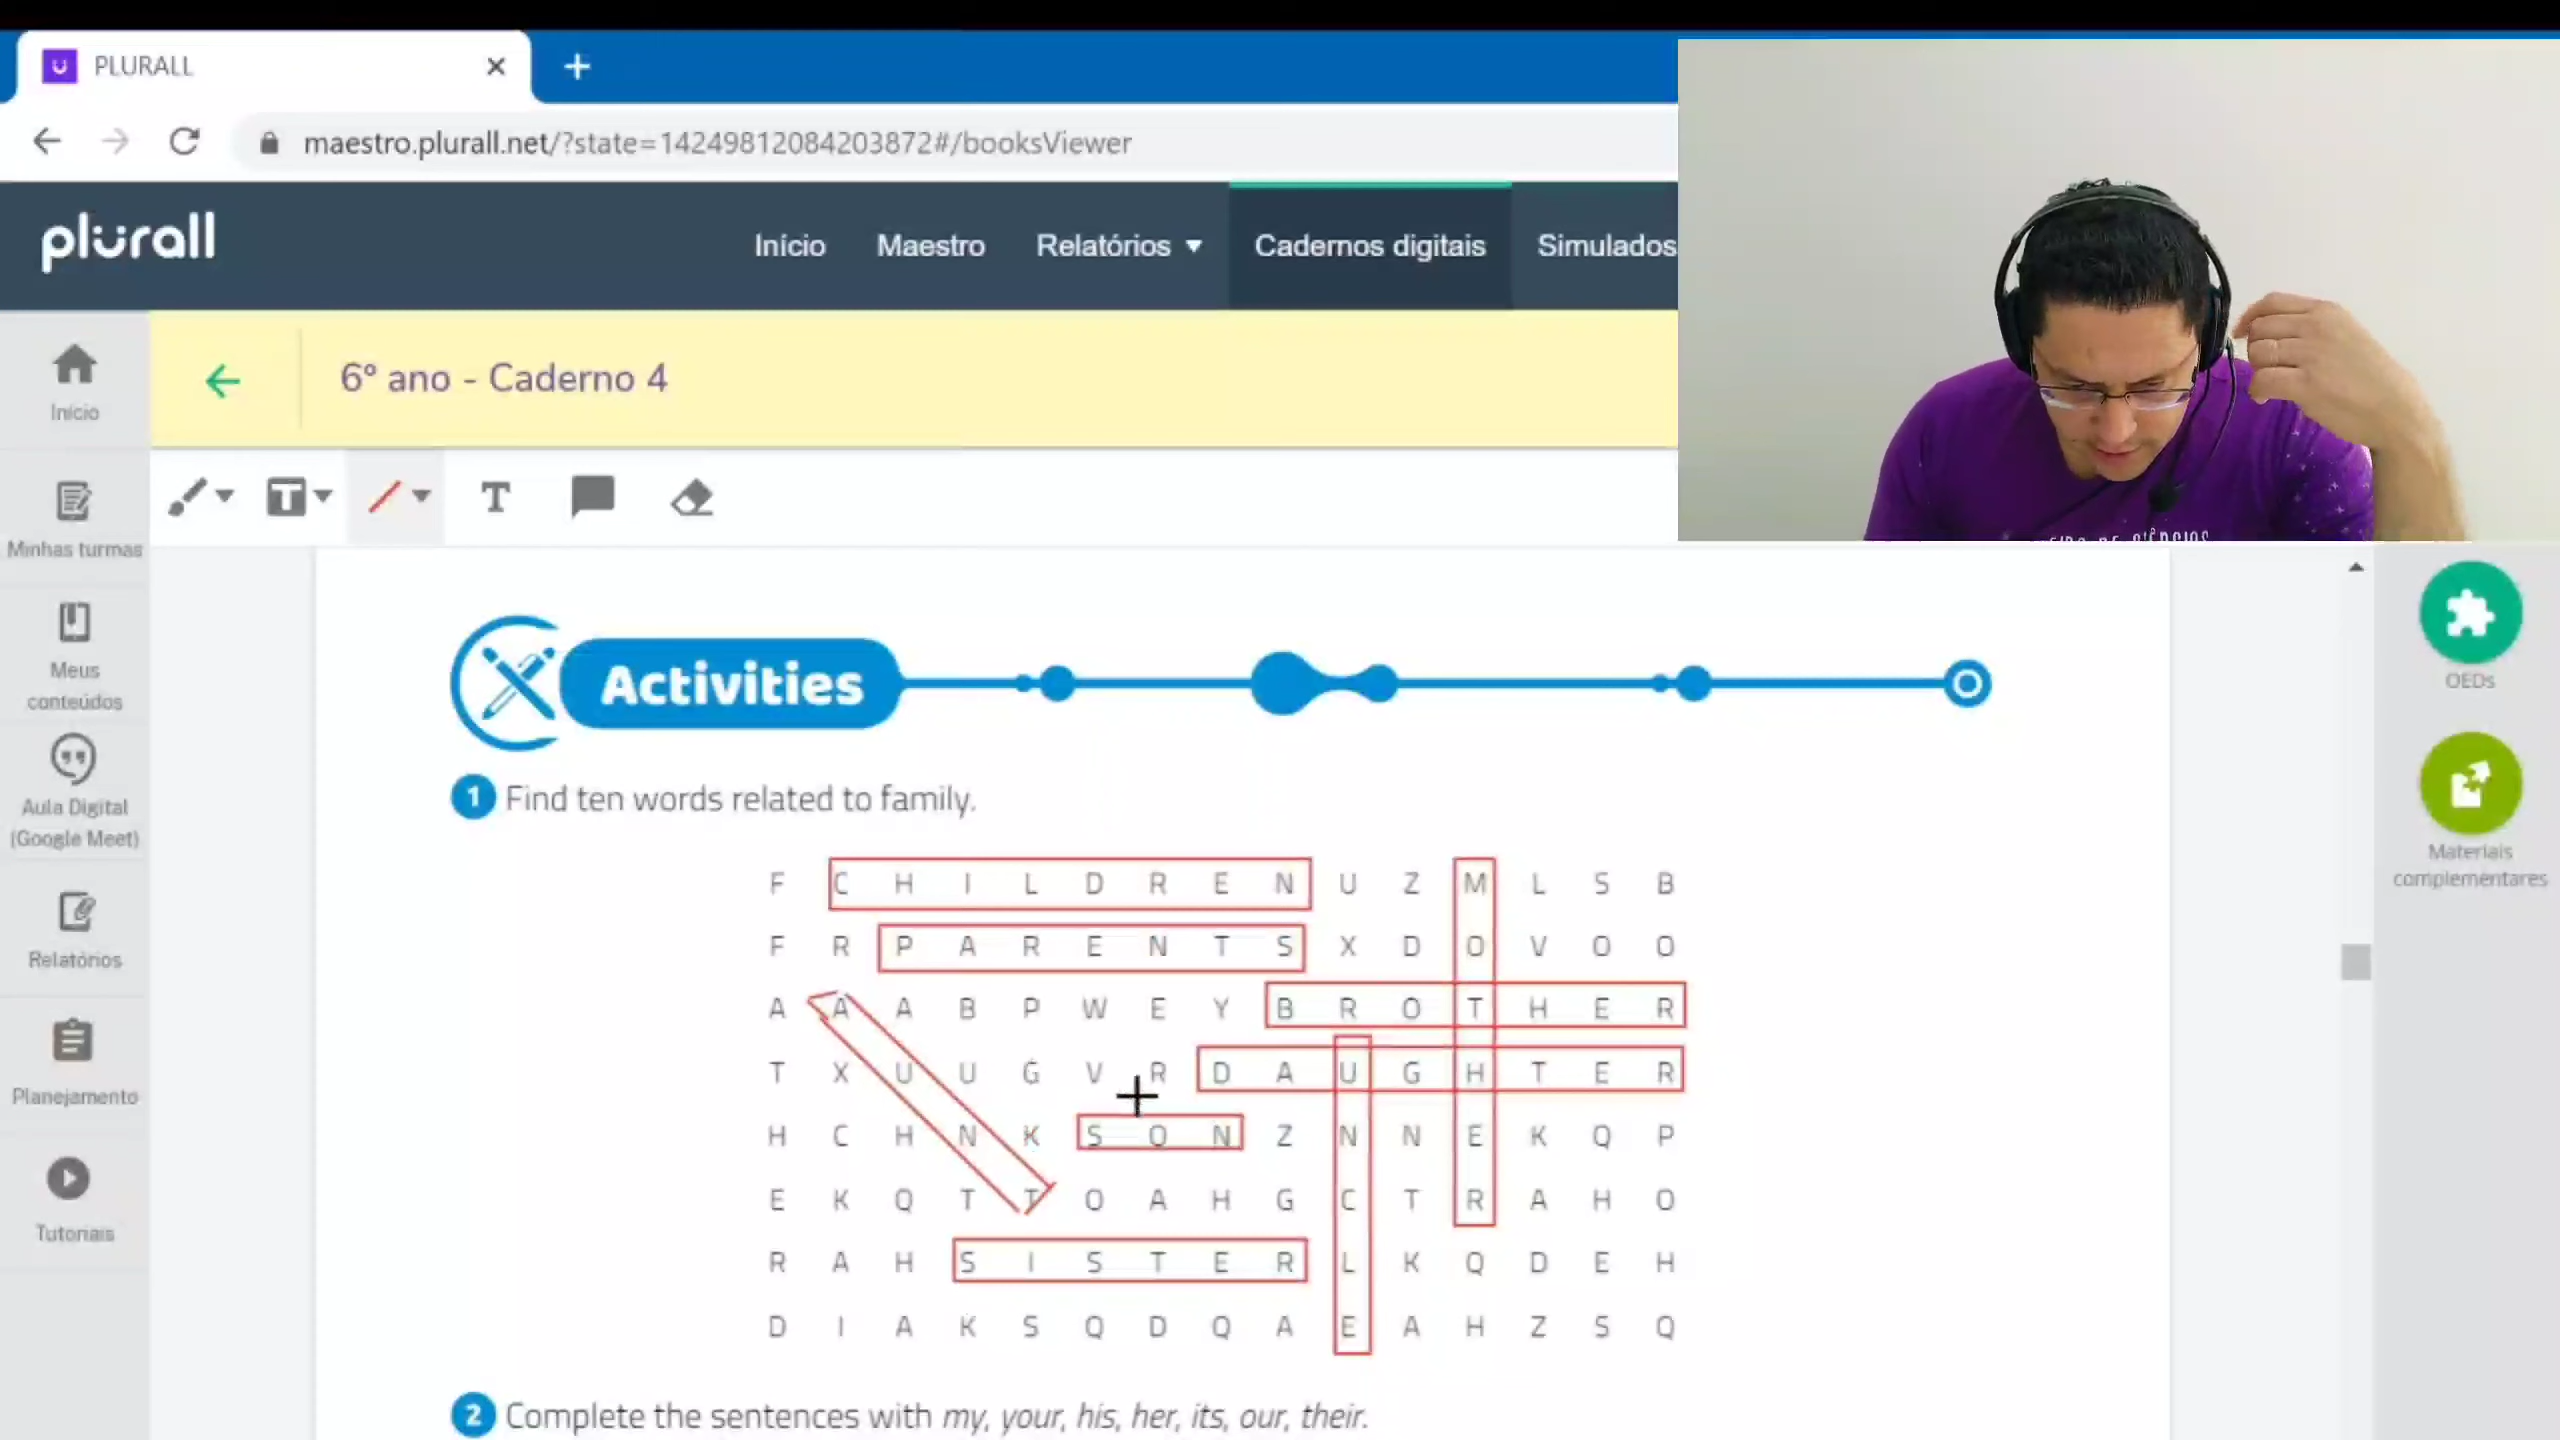 PLURALL
maestro.plurall.net/?state=14249812084203872#/booksViewer
plurall
Início
Maestro
Relatórios
Cadernos digitais
Simulados
6º ano - Caderno 4
Início
Minhas turmas
Meus
conteúdos
Aula Digital
(Google Meet)
Relatórios
Planejamento
Tutoriais
OEDs
Materiais
complementares
Activities
1 Find ten words related to family.
F C H I L D R E N U Z M L S B
F R P A R E N T S X D O V O O
A A A B P W E Y B R O T H E R
T X U U G V R D A U G H T E R
H C H N K S O N Z N N E K Q P
E K Q T T O A H G C T R A H O
R A H S I S T E R L K Q D E H
D I A K S Q D Q A E A H Z S Q
2 Complete the sentences with my, your, his, her, its, our, their.